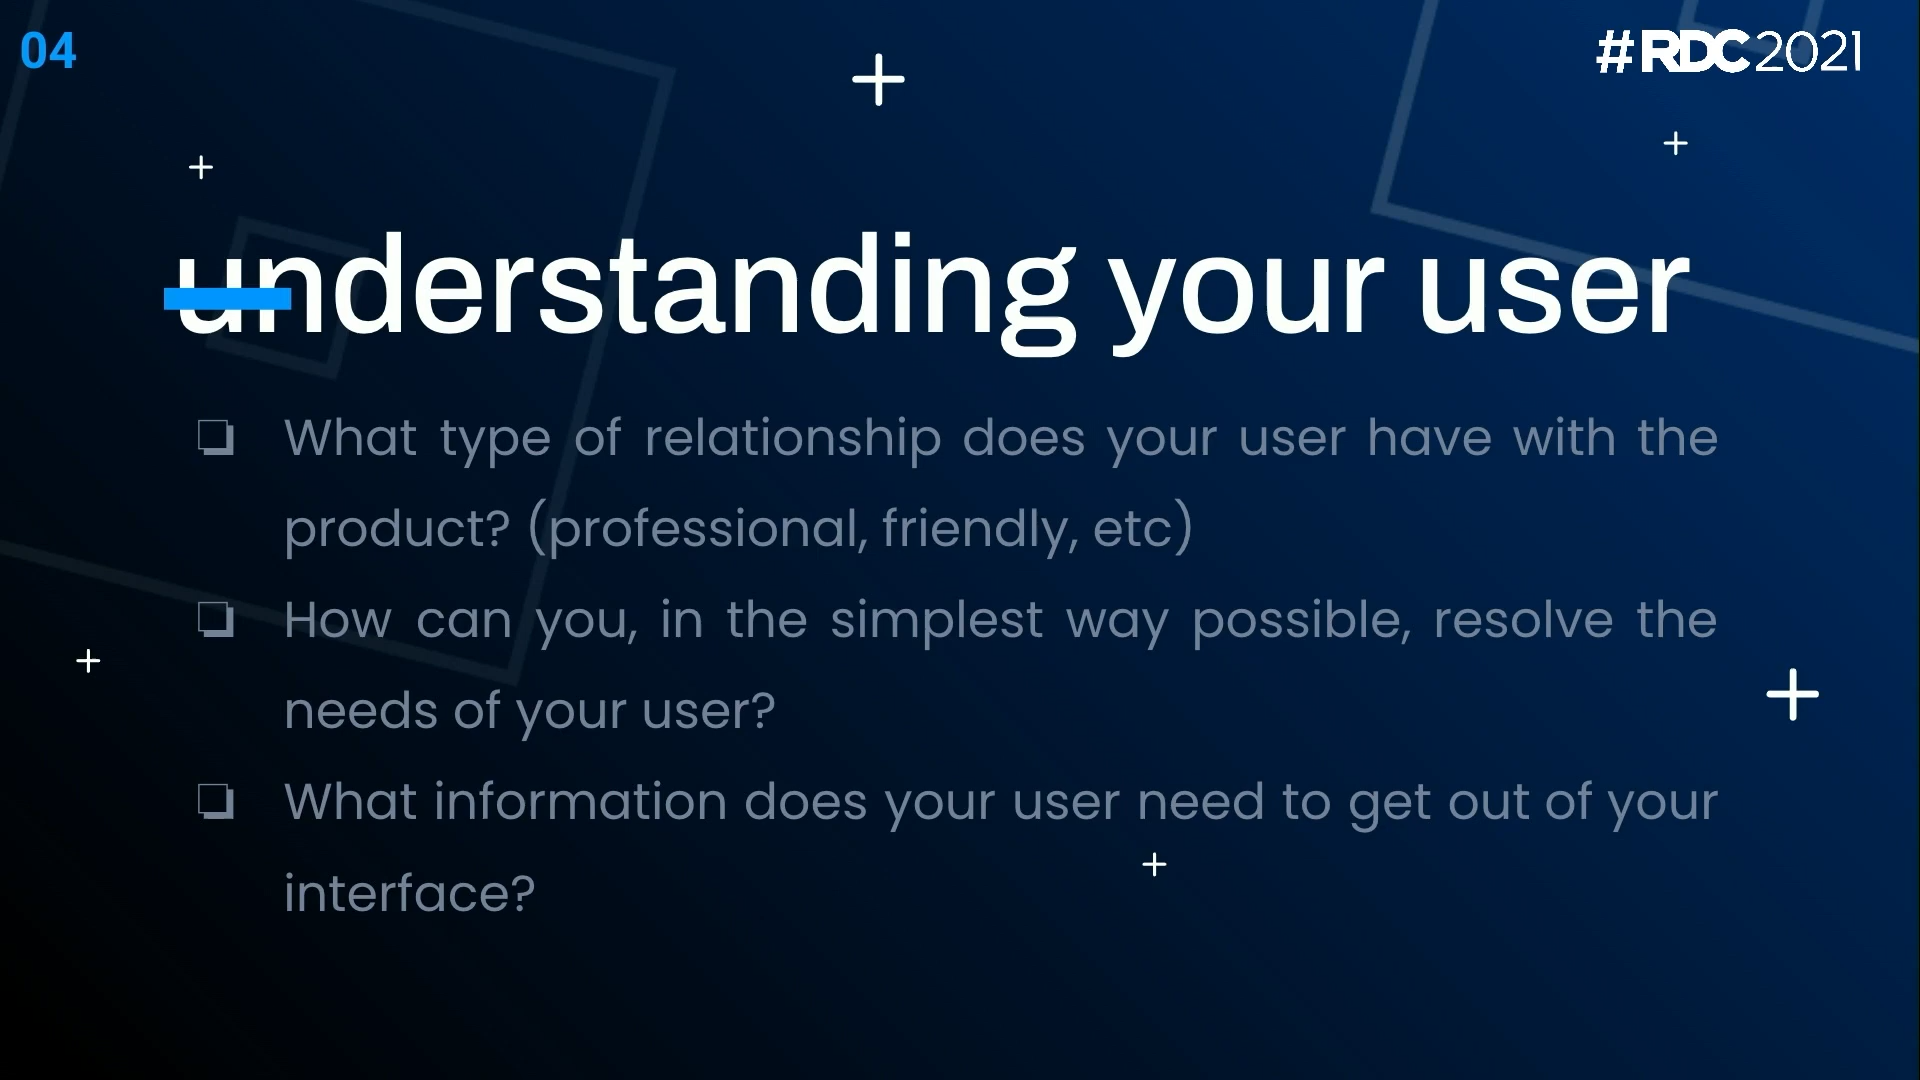 04
#RDC2021
understanding your user
❏ What type of relationship does your user have with the
product? (professional, friendly, etc)
❏ How can you, in the simplest way possible, resolve the
needs of your user?
❏ What information does your user need to get out of your
interface?